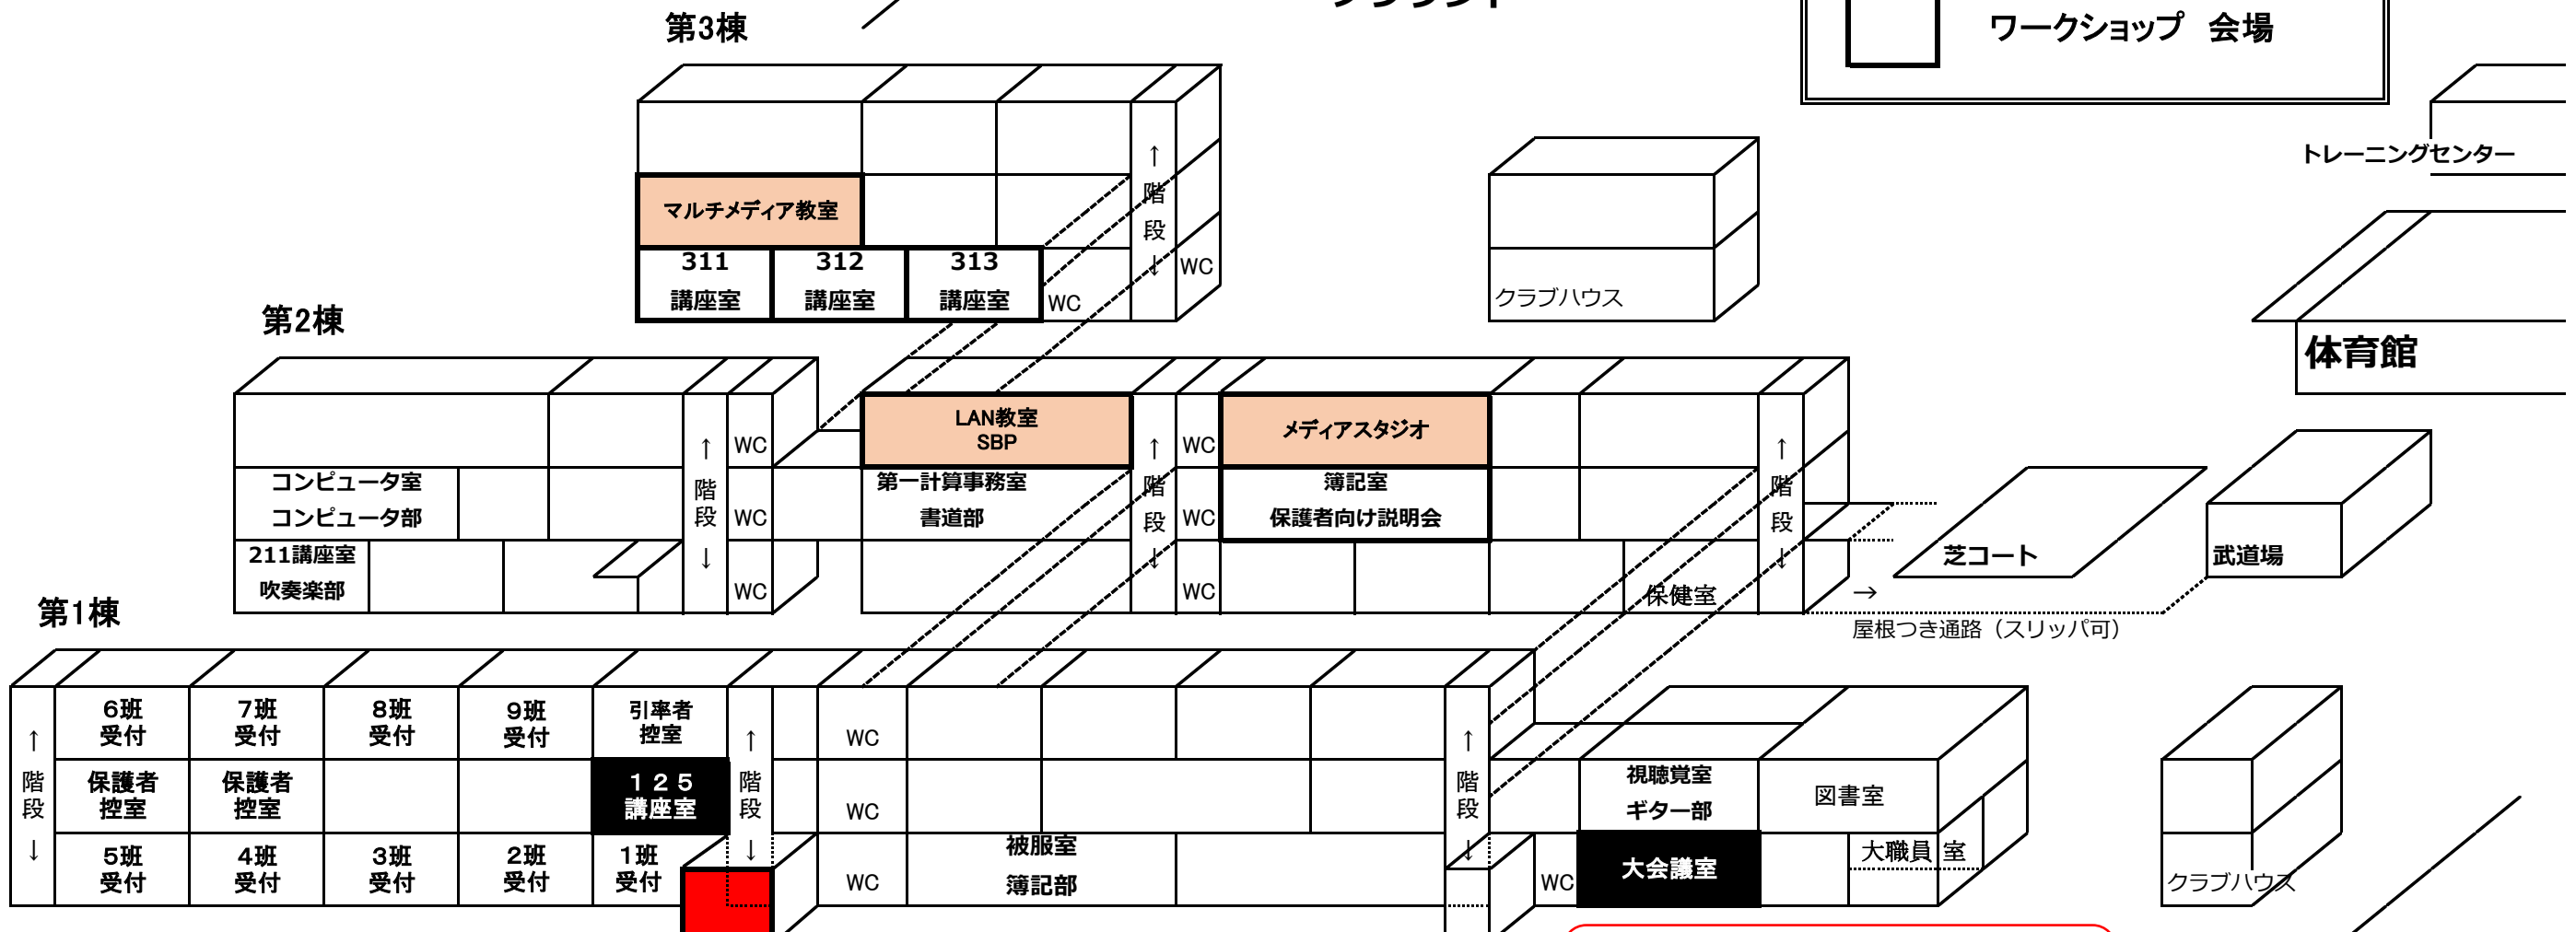 第3棟
ワークショップ 会場
トレーニングセンター
↑
階
段
↓
マルチメディア教室
311
講座室
312
講座室
313
講座室
WC
WC
クラブハウス
体育館
第2棟
LAN教室
SBP
メディアスタジオ
↑
階
段
↓
WC
WC
WC
↑
階
段
↓
WC
WC
WC
↑
階
段
↓
コンピュータ室
コンピュータ部
第一計算事務室
書道部
簿記室
保護者向け説明会
211講座室
吹奏楽部
保健室
芝コート
武道場
→
屋根つき通路（スリッパ可）
第1棟
↑
階
段
↓
6班
受付
7班
受付
8班
受付
9班
受付
引率者
控室
↑
階
段
↓
WC
WC
WC
↑
階
段
↓
保護者
控室
保護者
控室
１２５
講座室
視聴覚室
ギター部
図書室
5班
受付
4班
受付
3班
受付
2班
受付
1班
受付
被服室
簿記部
WC
大会議室
大職員室
クラブハウス